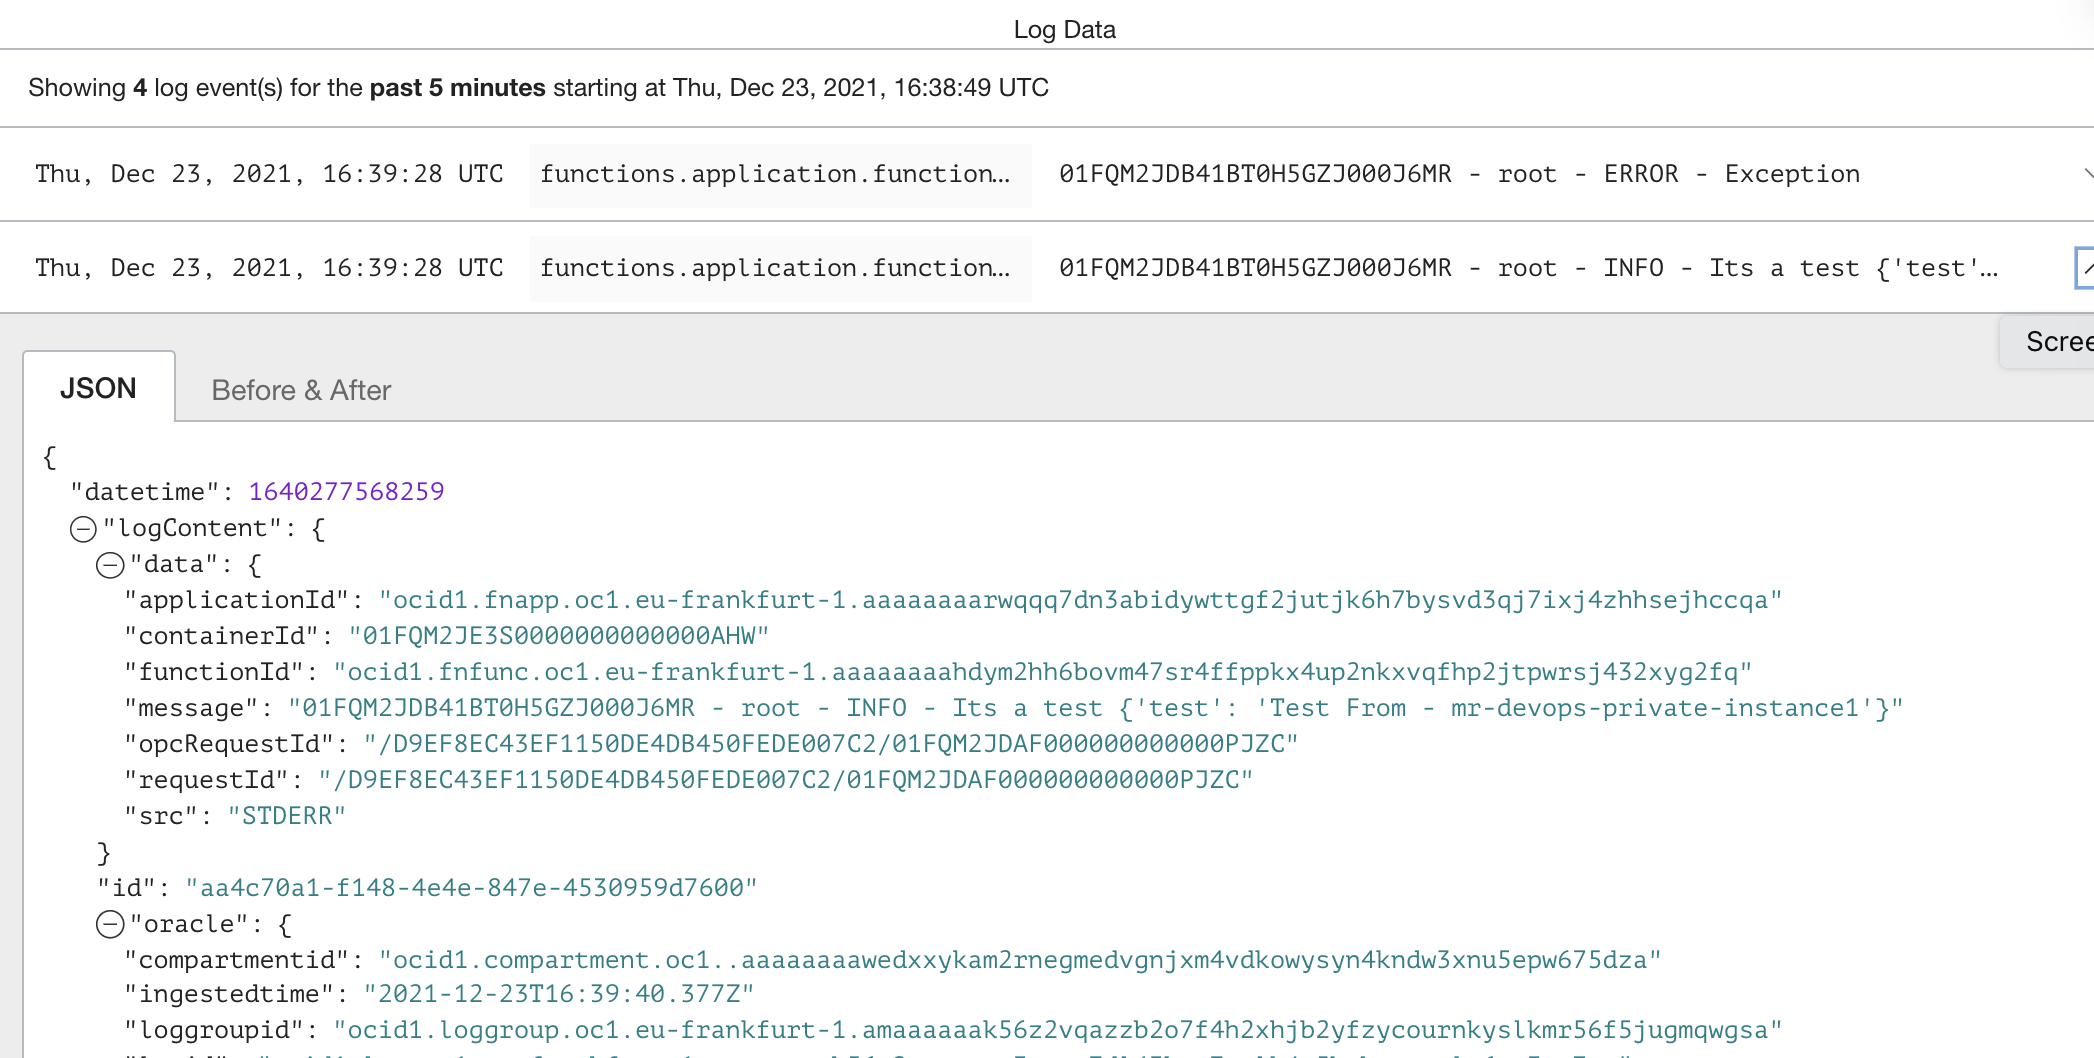 Log Data
Showing 4 log event(s) for the past 5 minutes starting at Thu, Dec 23, 2021, 16:38:49 UTC
Thu, Dec 23, 2021, 16:39:28 UTC functions.application.function... 01FQM2JDB41BT0H5GZJ000J6MR - root - ERROR - Exception
Thu, Dec 23, 2021, 16:39:28 UTC functions.application.function... 01FQM2JDB41BT0H5GZJ000J6MR - root - INFO - Its a test {'test'...
Scree
JSON Before & After
{
"datetime": 1640277568259
"logContent": {
"data": {
"applicationId": "ocid1.fnapp.oc1.eu-frankfurt-1.aaaaaaaarwqqq7dn3abidywttgf2jutjk6h7bysvd3qj7ixj4zhhsejhccqa"
"containerId": "01FQM2JE3S0000000000000AHW"
"functionId": "ocid1.fnfunc.oc1.eu-frankfurt-1.aaaaaaaahdym2hh6bovm47sr4ffppkx4up2nkxvqfhp2jtpwrsj432xyg2fq"
"message": "01FQM2JDB41BT0H5GZJ000J6MR - root - INFO - Its a test {'test': 'Test From - mr-devops-private-instance1'}"
"opcRequestId": "/D9EF8EC43EF1150DE4DB450FEDE007C2/01FQM2JDAF000000000000PJZC"
"requestId": "/D9EF8EC43EF1150DE4DB450FEDE007C2/01FQM2JDAF000000000000PJZC"
"src": "STDERR"
}
"id": "aa4c70a1-f148-4e4e-847e-4530959d7600"
"oracle": {
"compartmentid": "ocid1.compartment.oc1..aaaaaaaawedxxykam2rnegmedvgnjxm4vdkowysyn4kndw3xnu5epw675dza"
"ingestedtime": "2021-12-23T16:39:40.377Z"
"loggroupid": "ocid1.loggroup.oc1.eu-frankfurt-1.amaaaaaak56z2vqazzb2o7f4h2xhjb2yfzycournkyslkmr56f5jugmqwgsa"